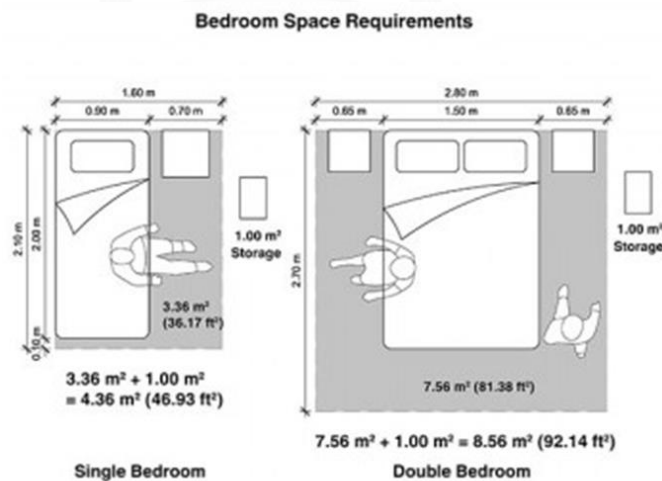 Bedroom Space Requirements
1.60 m
0.90 m
0.70 m
2.10 m
2.00 m
0.10 m
1.00 m²
Storage
3.36 m²
(36.17 ft²)
3.36 m² + 1.00 m²
= 4.36 m² (46.93 ft²)
Single Bedroom
2.80 m
0.65 m
1.50 m
0.65 m
2.70 m
1.00 m²
Storage
7.56 m² (81.38 ft²)
7.56 m² + 1.00 m² = 8.56 m² (92.14 ft²)
Double Bedroom